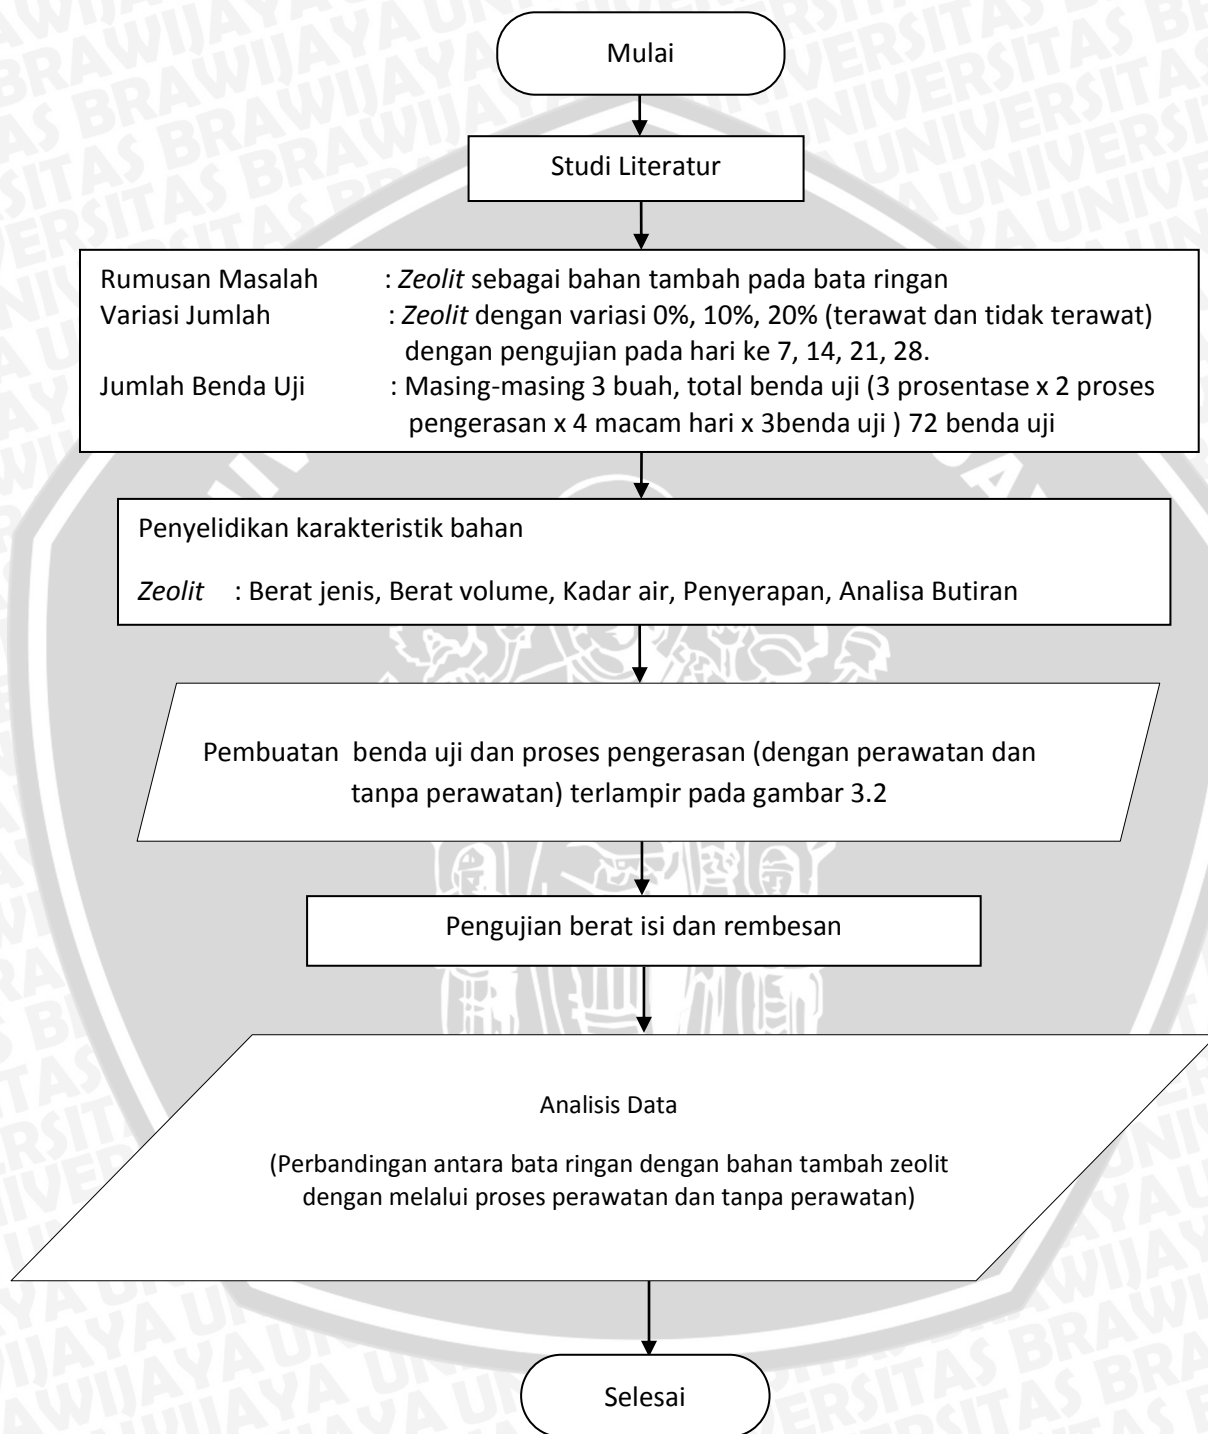 Mulai
Studi Literatur
Rumusan Masalah : Zeolit sebagai bahan tambah pada bata ringan
Variasi Jumlah : Zeolit dengan variasi 0%, 10%, 20% (terawat dan tidak terawat)
dengan pengujian pada hari ke 7, 14, 21, 28.
Jumlah Benda Uji : Masing-masing 3 buah, total benda uji (3 prosentase x 2 proses
pengerasan x 4 macam hari x 3benda uji ) 72 benda uji
Penyelidikan karakteristik bahan
Zeolit : Berat jenis, Berat volume, Kadar air, Penyerapan, Analisa Butiran
Pembuatan benda uji dan proses pengerasan (dengan perawatan dan
tanpa perawatan) terlampir pada gambar 3.2
Pengujian berat isi dan rembesan
Analisis Data
(Perbandingan antara bata ringan dengan bahan tambah zeolit
dengan melalui proses perawatan dan tanpa perawatan)
Selesai